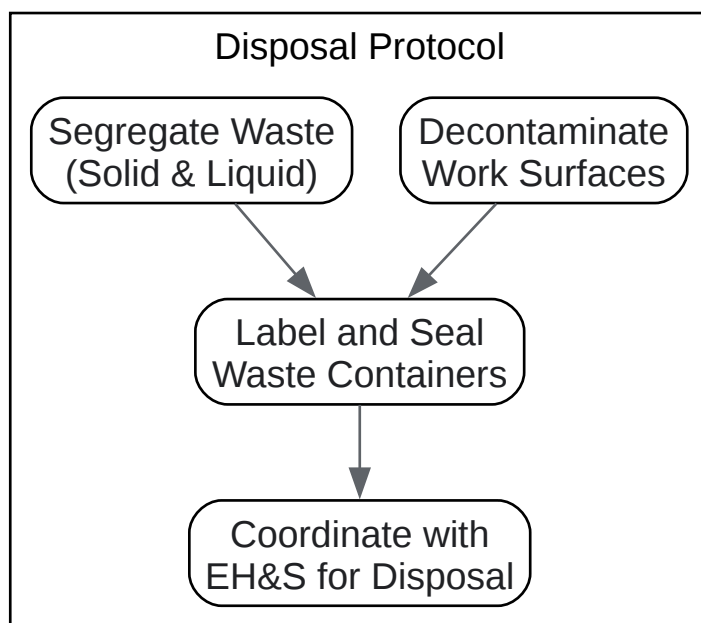 Disposal Protocol
Segregate Waste
(Solid & Liquid)
Decontaminate
Work Surfaces
Label and Seal
Waste Containers
Coordinate with
EH&S for Disposal